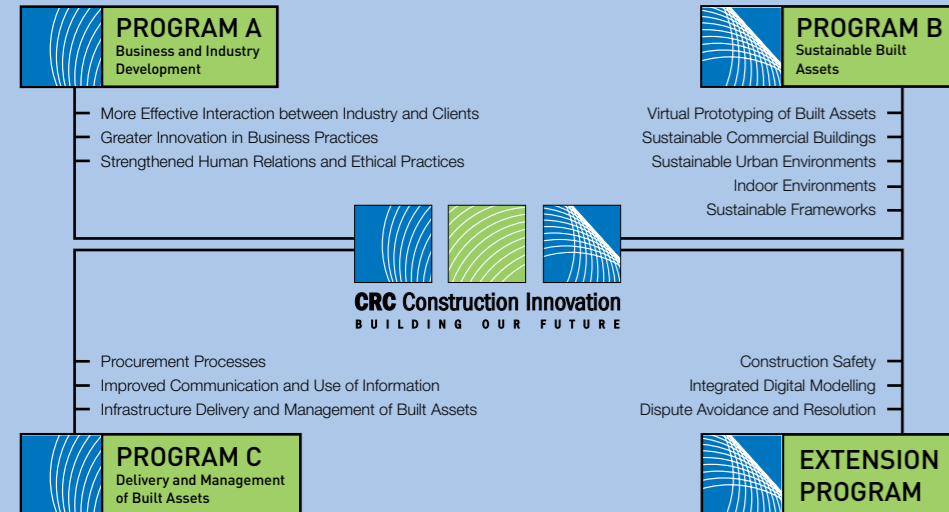 PROGRAM A
Business and Industry
Development
More Effective Interaction between Industry and Clients
Greater Innovation in Business Practices
Strengthened Human Relations and Ethical Practices
PROGRAM B
Sustainable Built
Assets
Virtual Prototyping of Built Assets
Sustainable Commercial Buildings
Sustainable Urban Environments
Indoor Environments
Sustainable Frameworks
CRC Construction Innovation
BUILDING OUR FUTURE
Procurement Processes
Improved Communication and Use of Information
Infrastructure Delivery and Management of Built Assets
PROGRAM C
Delivery and Management
of Built Assets
Construction Safety
Integrated Digital Modelling
Dispute Avoidance and Resolution
EXTENSION
PROGRAM